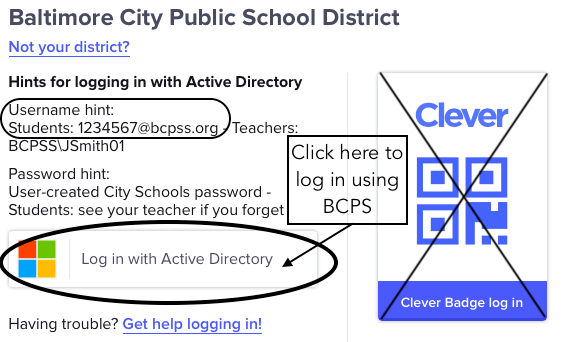 Baltimore City Public School District
Not your district?
Hints for logging in with Active Directory
Username hint:
Students: 1234567@bcpss.org - Teachers:
BCPSS\JSmith01
Password hint:
User-created City Schools password -
Students: see your teacher if you forget
Log in with Active Directory
Having trouble? Get help logging in!
Click here to
log in using
BCPS
Clever
Clever Badge log in